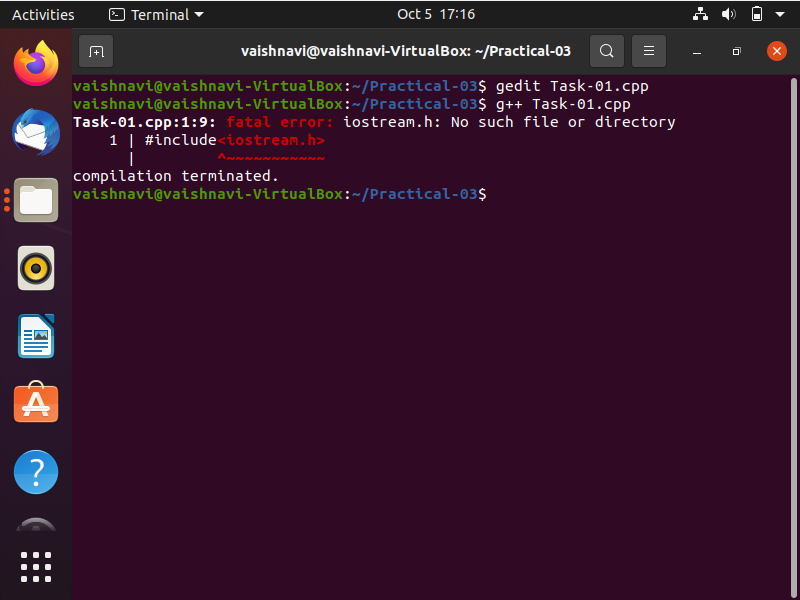 Activities Terminal Oct 5 17:16
vaishnavi@vaishnavi-VirtualBox: ~/Practical-03
vaishnavi@vaishnavi-VirtualBox:~/Practical-03$ gedit Task-01.cpp
vaishnavi@vaishnavi-VirtualBox:~/Practical-03$ g++ Task-01.cpp
Task-01.cpp:1:9: fatal error: iostream.h: No such file or directory
    1 | #include<iostream.h>
      |         ^~~~~~~~~~~~
compilation terminated.
vaishnavi@vaishnavi-VirtualBox:~/Practical-03$